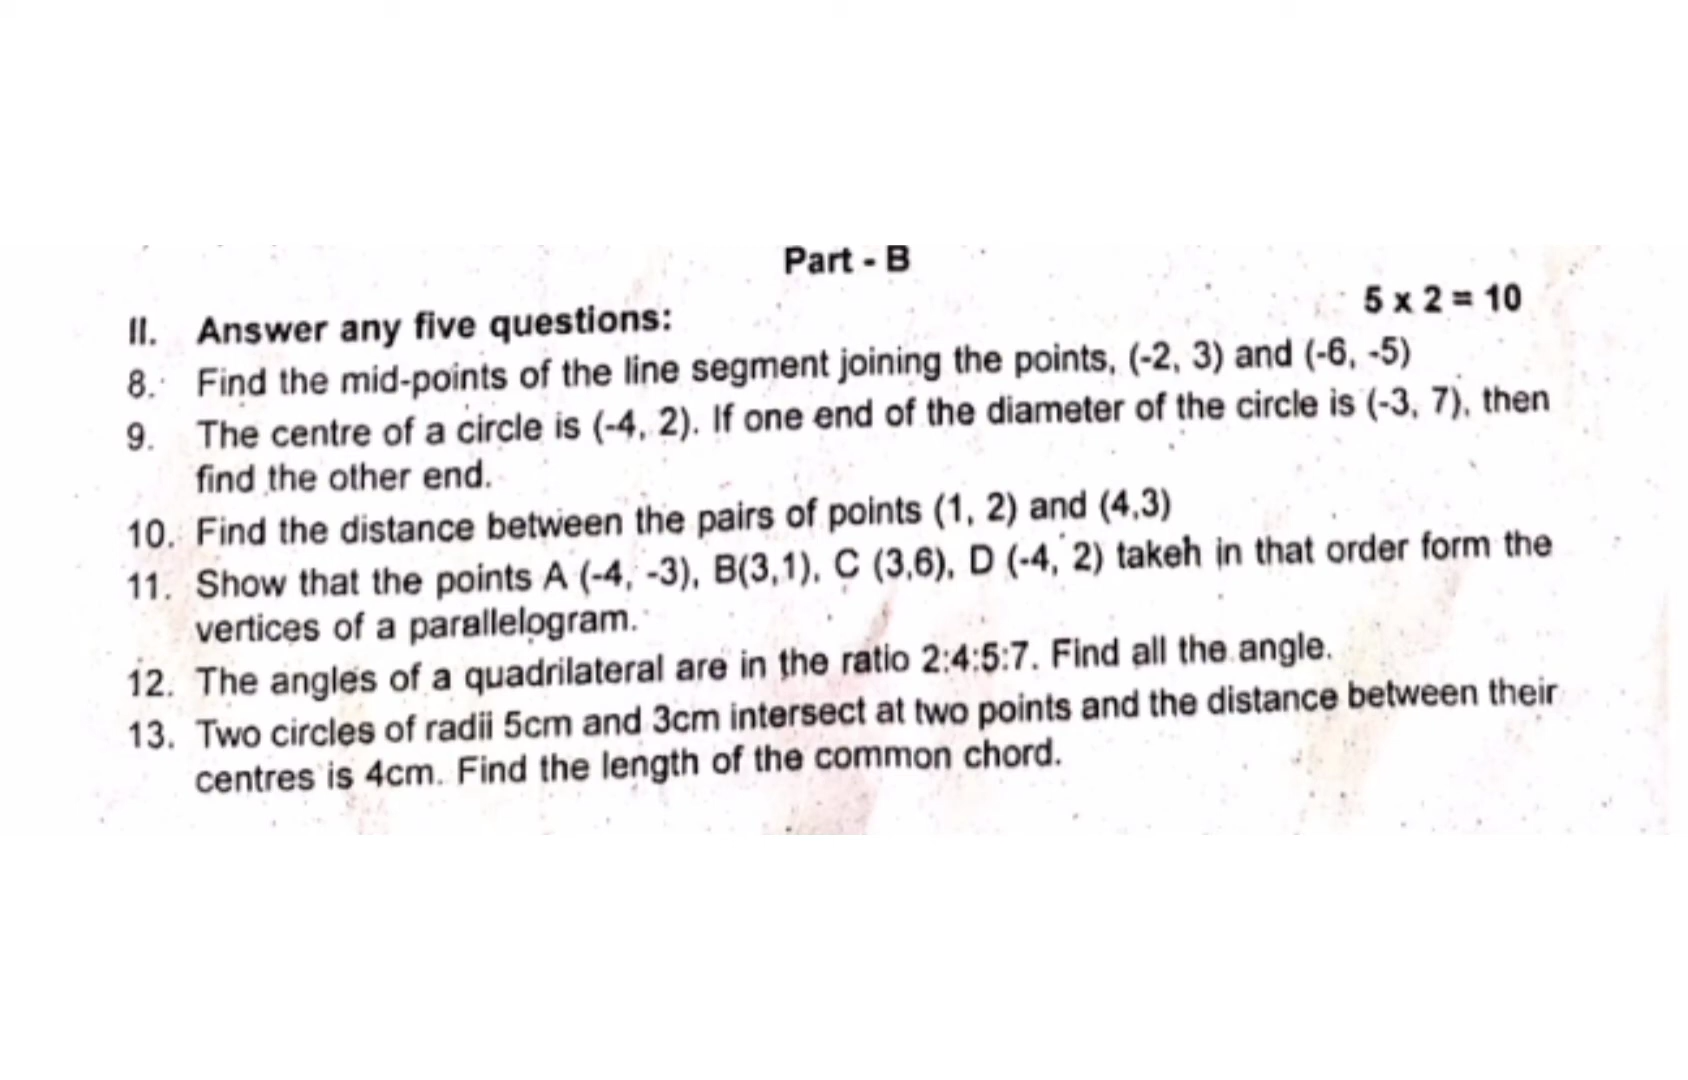 Part - B
5 x 2 = 10
II. Answer any five questions:
8. Find the mid-points of the line segment joining the points, (-2, 3) and (-6, -5)
9. The centre of a circle is (-4, 2). If one end of the diameter of the circle is (-3, 7), then
find the other end.
10. Find the distance between the pairs of points (1, 2) and (4,3)
11. Show that the points A (-4, -3), B(3,1), C (3,6), D (-4, 2) takeh in that order form the
vertices of a parallelogram.
12. The angles of a quadrilateral are in the ratio 2:4:5:7. Find all the angle.
13. Two circles of radii 5cm and 3cm intersect at two points and the distance between their
centres is 4cm. Find the length of the common chord.